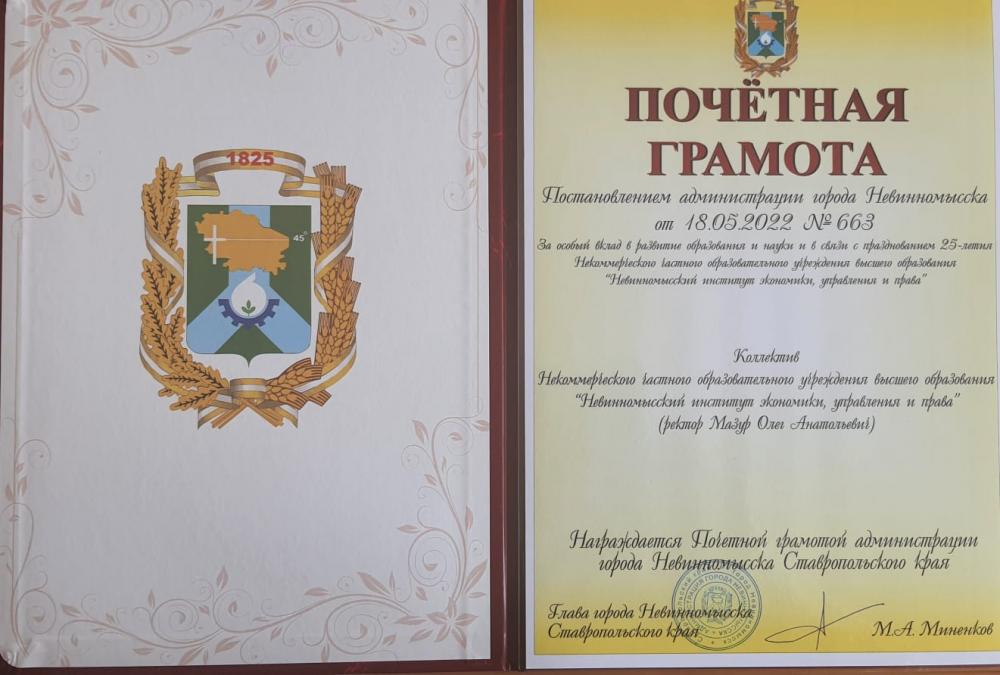 1825
45°
ПОЧЁТНАЯ
ГРАМОТА
Постановлением администрации города Невинномысска
от 18.05.2022 № 663
За особый вклад в развитие образования и науки и в связи с празднованием 25-летия
Некоммерческого частного образовательного учреждения высшего образования
"Невинномысский институт экономики, управления и права"
Коллектив
Некоммерческого частного образовательного учреждения высшего образования
"Невинномысский институт экономики, управления и права"
(ректор Мазур Олег Анатольевич)
Награждается Почетной грамотой администрации
города Невинномысска Ставропольского края
Глава города Невинномысска
Ставропольского края
М.А. Миненков